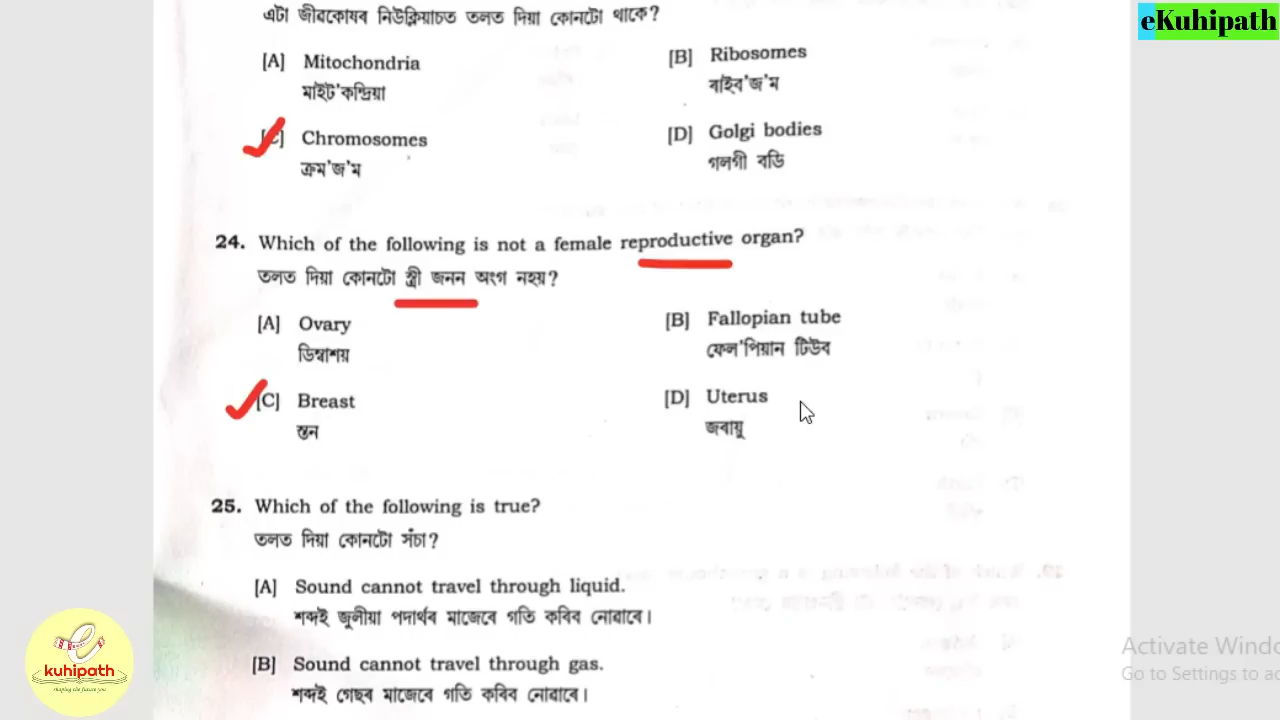 eKuhipath
এটা জীৱকোষৰ নিউক্লিয়াচত তলত দিয়া কোনটো থাকে?
[A] Mitochondria
মাইট'কন্দ্ৰিয়া
[B] Ribosomes
ৰাইব'জ'ম
[C] Chromosomes
ক্ৰম'জ'ম
[D] Golgi bodies
গলগী বডি
24. Which of the following is not a female reproductive organ?
তলত দিয়া কোনটো স্ত্ৰী জনন অংগ নহয়?
[A] Ovary
ডিম্বাশয়
[B] Fallopian tube
ফেল'পিয়ান টিউব
[C] Breast
স্তন
[D] Uterus
জৰায়ু
25. Which of the following is true?
তলত দিয়া কোনটো সঁচা?
[A] Sound cannot travel through liquid.
শব্দই জুলীয়া পদাৰ্থৰ মাজেৰে গতি কৰিব নোৱাৰে।
[B] Sound cannot travel through gas.
শব্দই গেছৰ মাজেৰে গতি কৰিব নোৱাৰে।
kuhipath
shaping the future you
Activate Windo
Go to Settings to ac